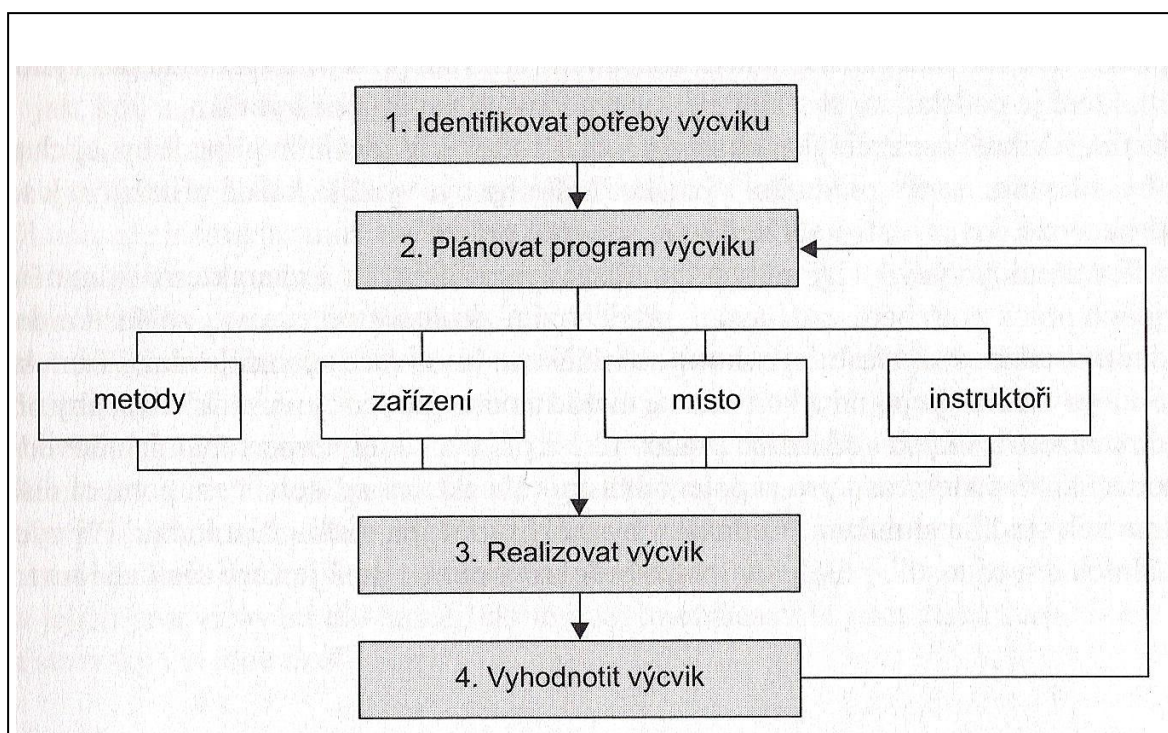 1. Identifikovat potřeby výcviku
2. Plánovat program výcviku
metody
zařízení
místo
instruktoři
3. Realizovat výcvik
4. Vyhodnotit výcvik